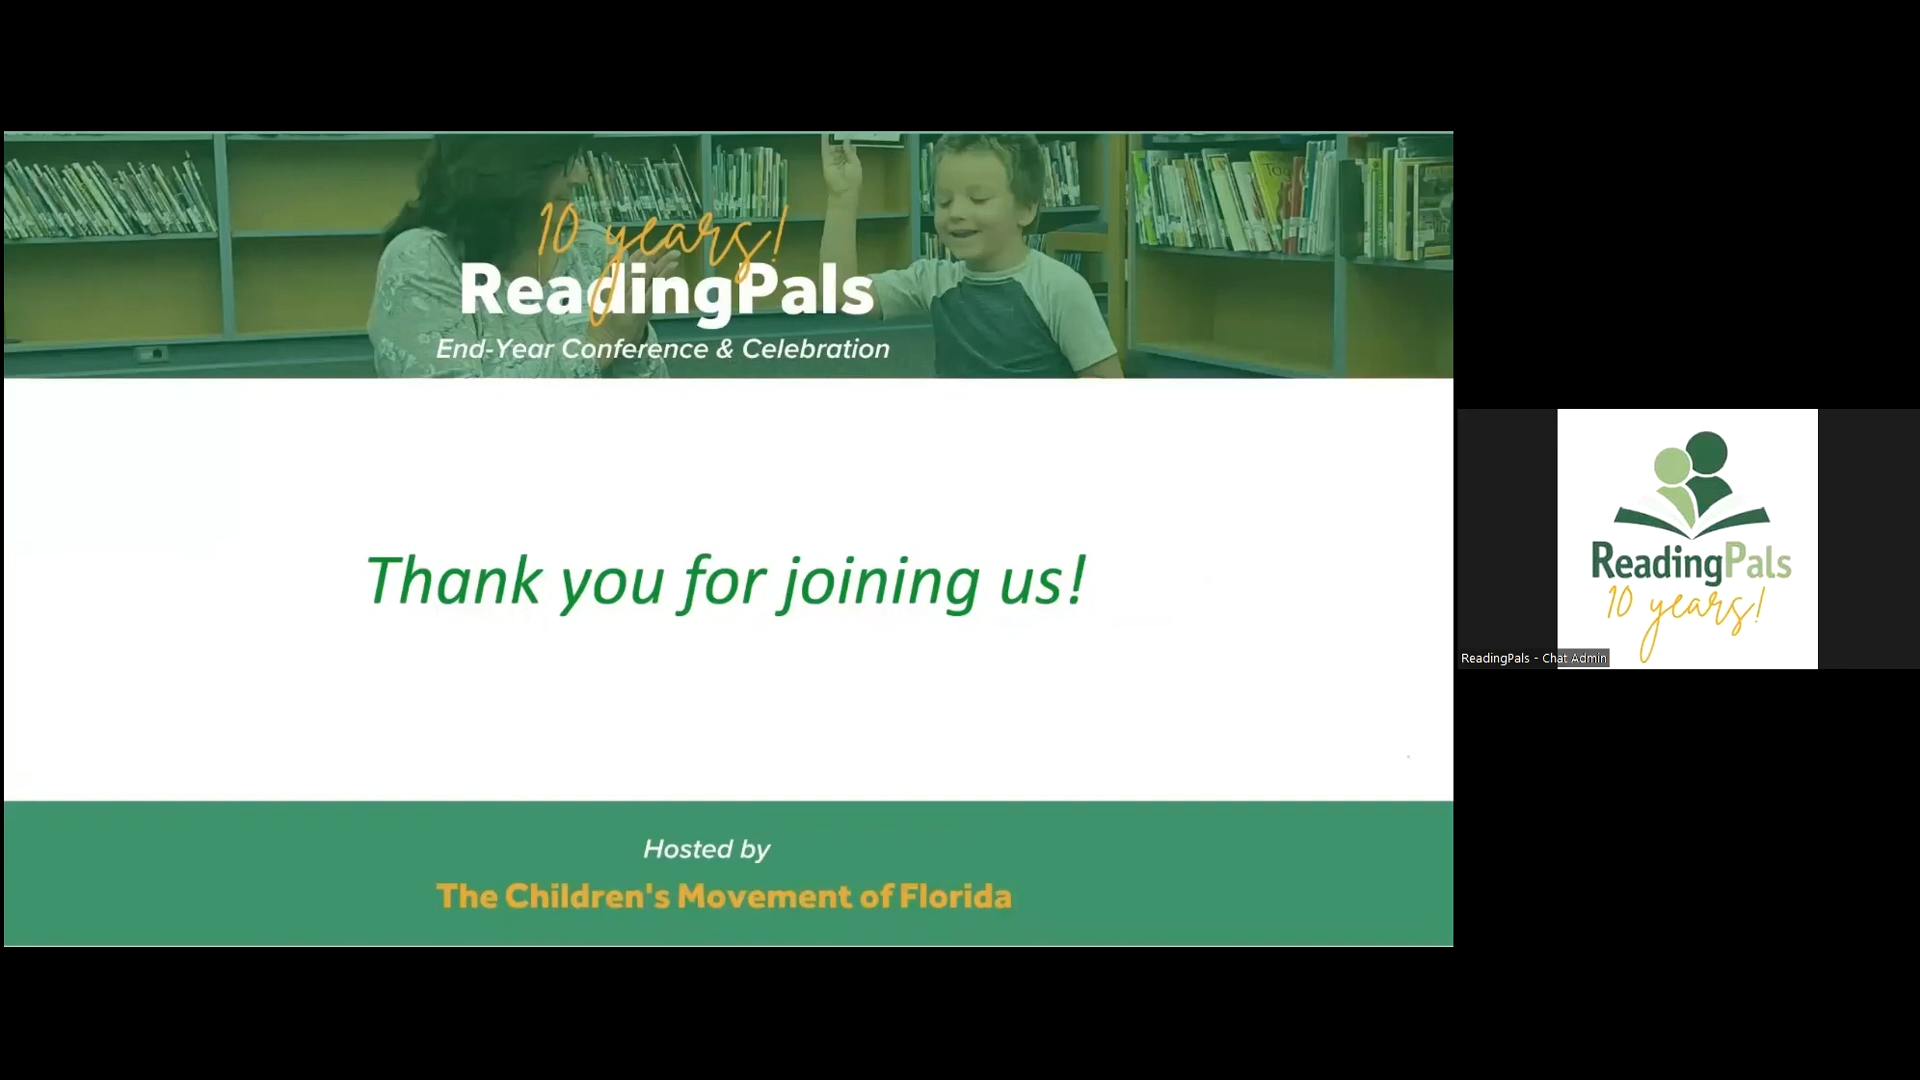 10 years!
ReadingPals
End-Year Conference & Celebration
Thank you for joining us!
Hosted by
The Children's Movement of Florida
ReadingPals
10 years!
ReadingPals - Chat Admin